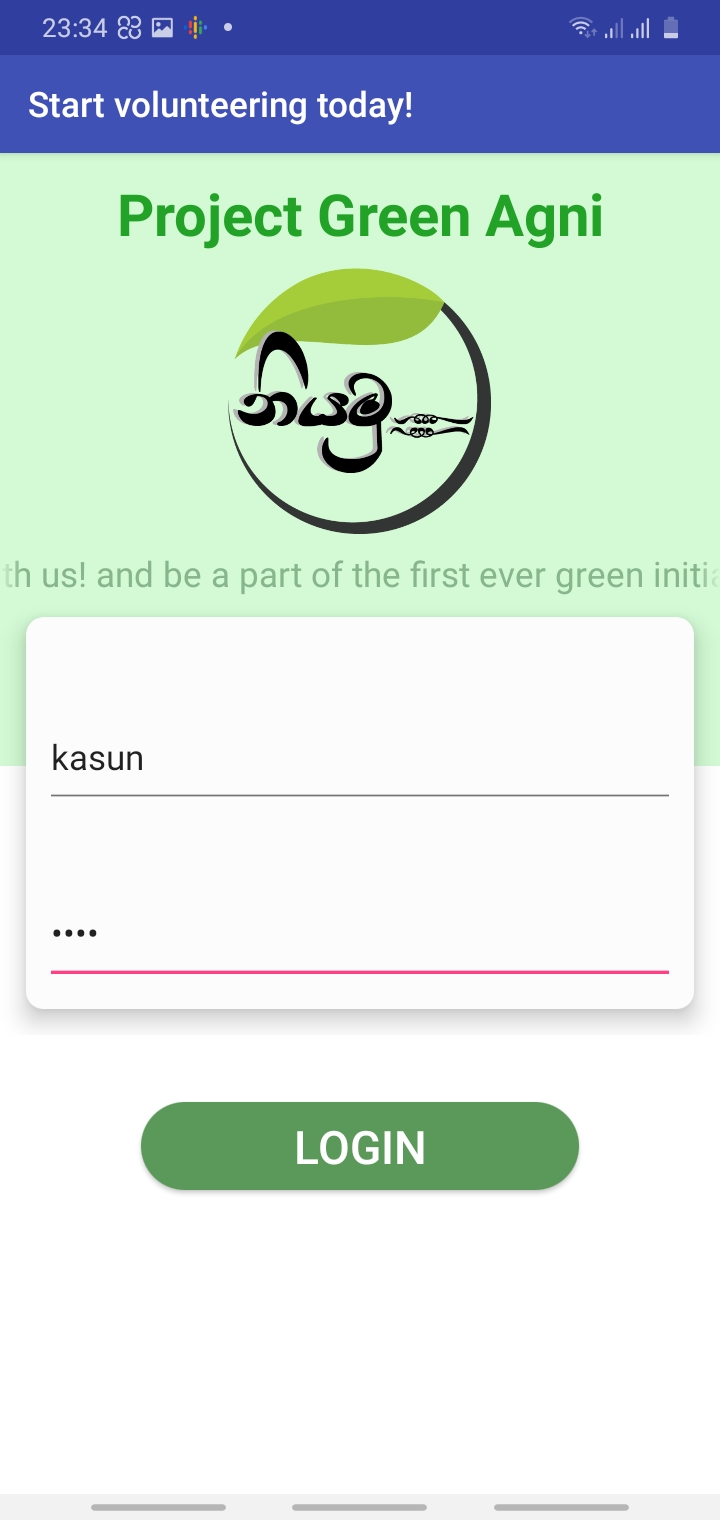 23:34
Start volunteering today!
Project Green Agni
නියමු
th us! and be a part of the first ever green initia
kasun
••••
LOGIN